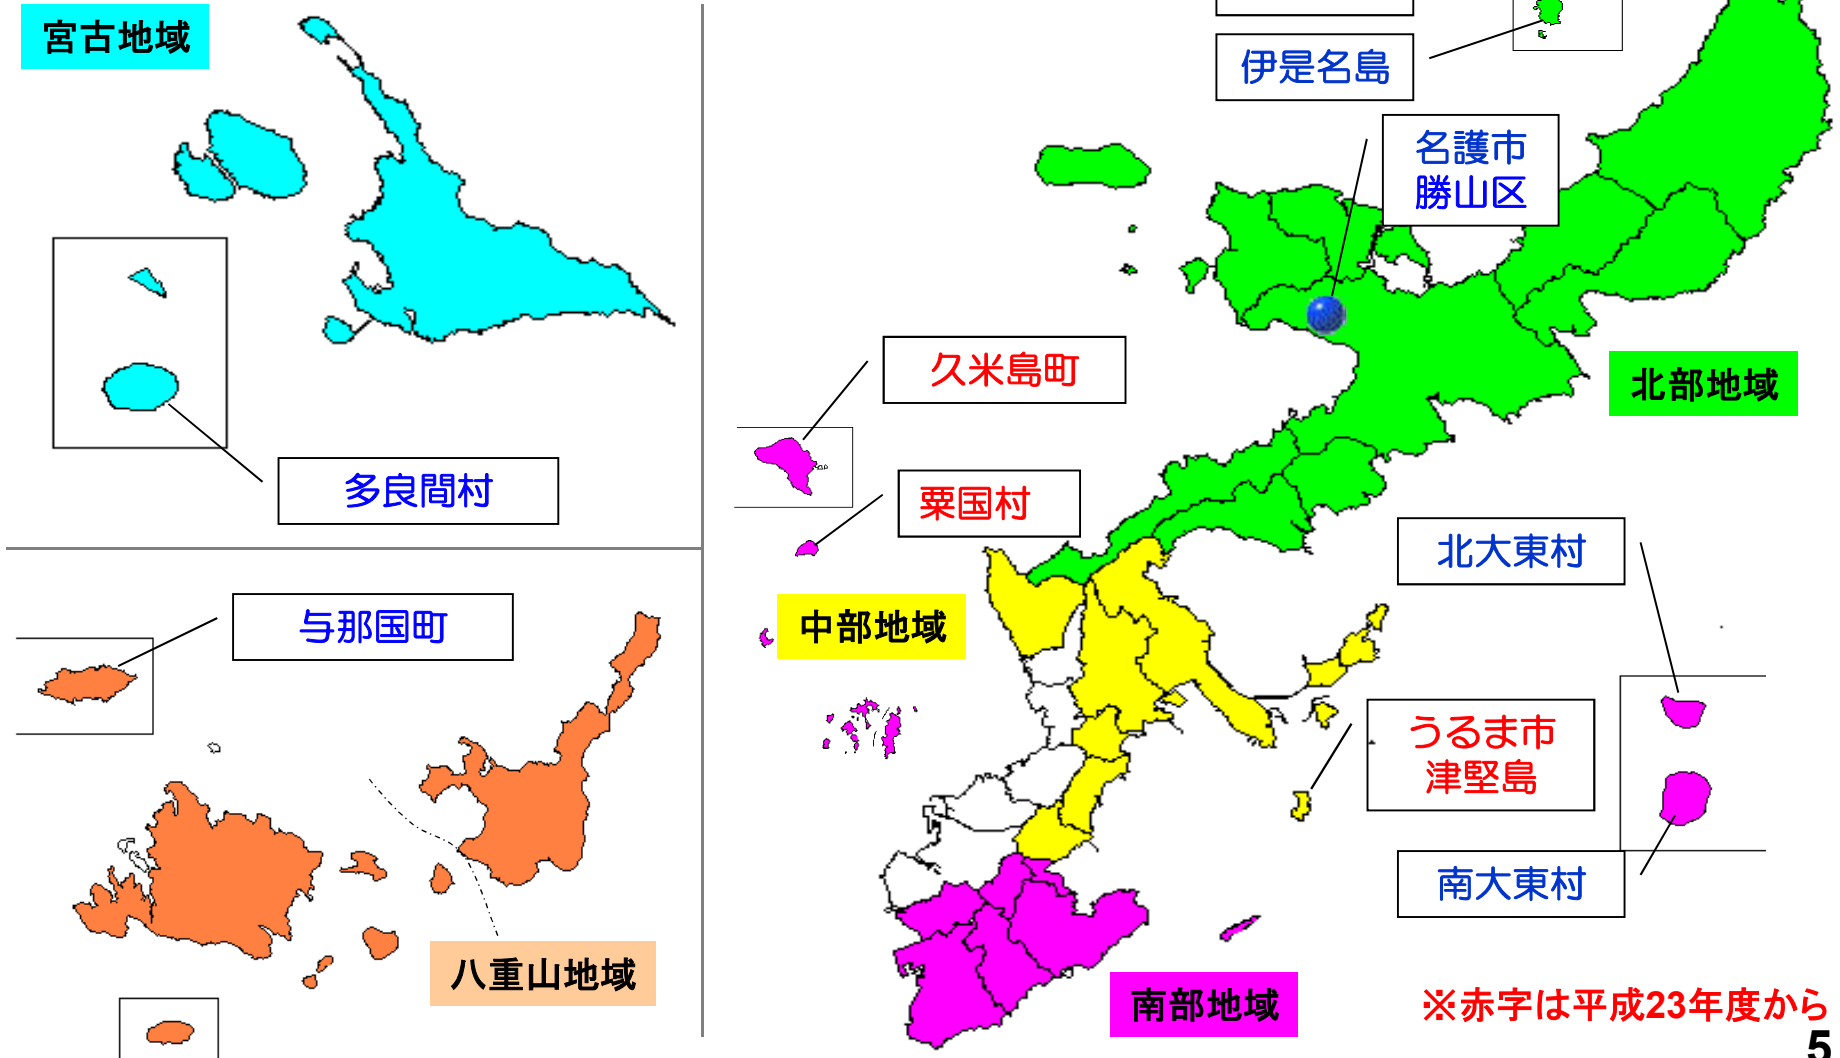 宮古地域
伊是名島
名護市
勝山区
久米島町
北部地域
多良間村
粟国村
北大東村
与那国町
中部地域
うるま市
津堅島
南大東村
八重山地域
南部地域
※赤字は平成23年度から
5